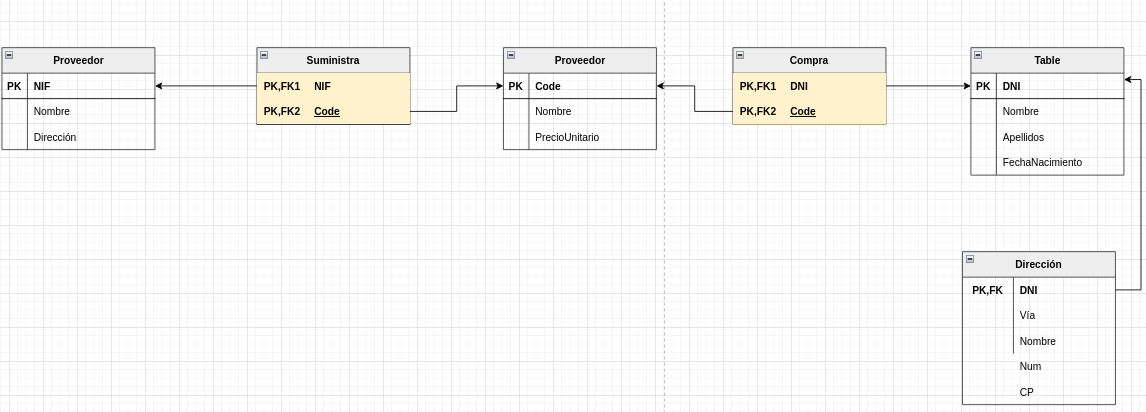 Proveedor
PK NIF
Nombre
Dirección
Suministra
PK,FK1 NIF
PK,FK2 Code
Proveedor
PK Code
Nombre
PrecioUnitario
Compra
PK,FK1 DNI
PK,FK2 Code
Table
PK DNI
Nombre
Apellidos
FechaNacimiento
Dirección
PK,FK DNI
Vía
Nombre
Num
CP